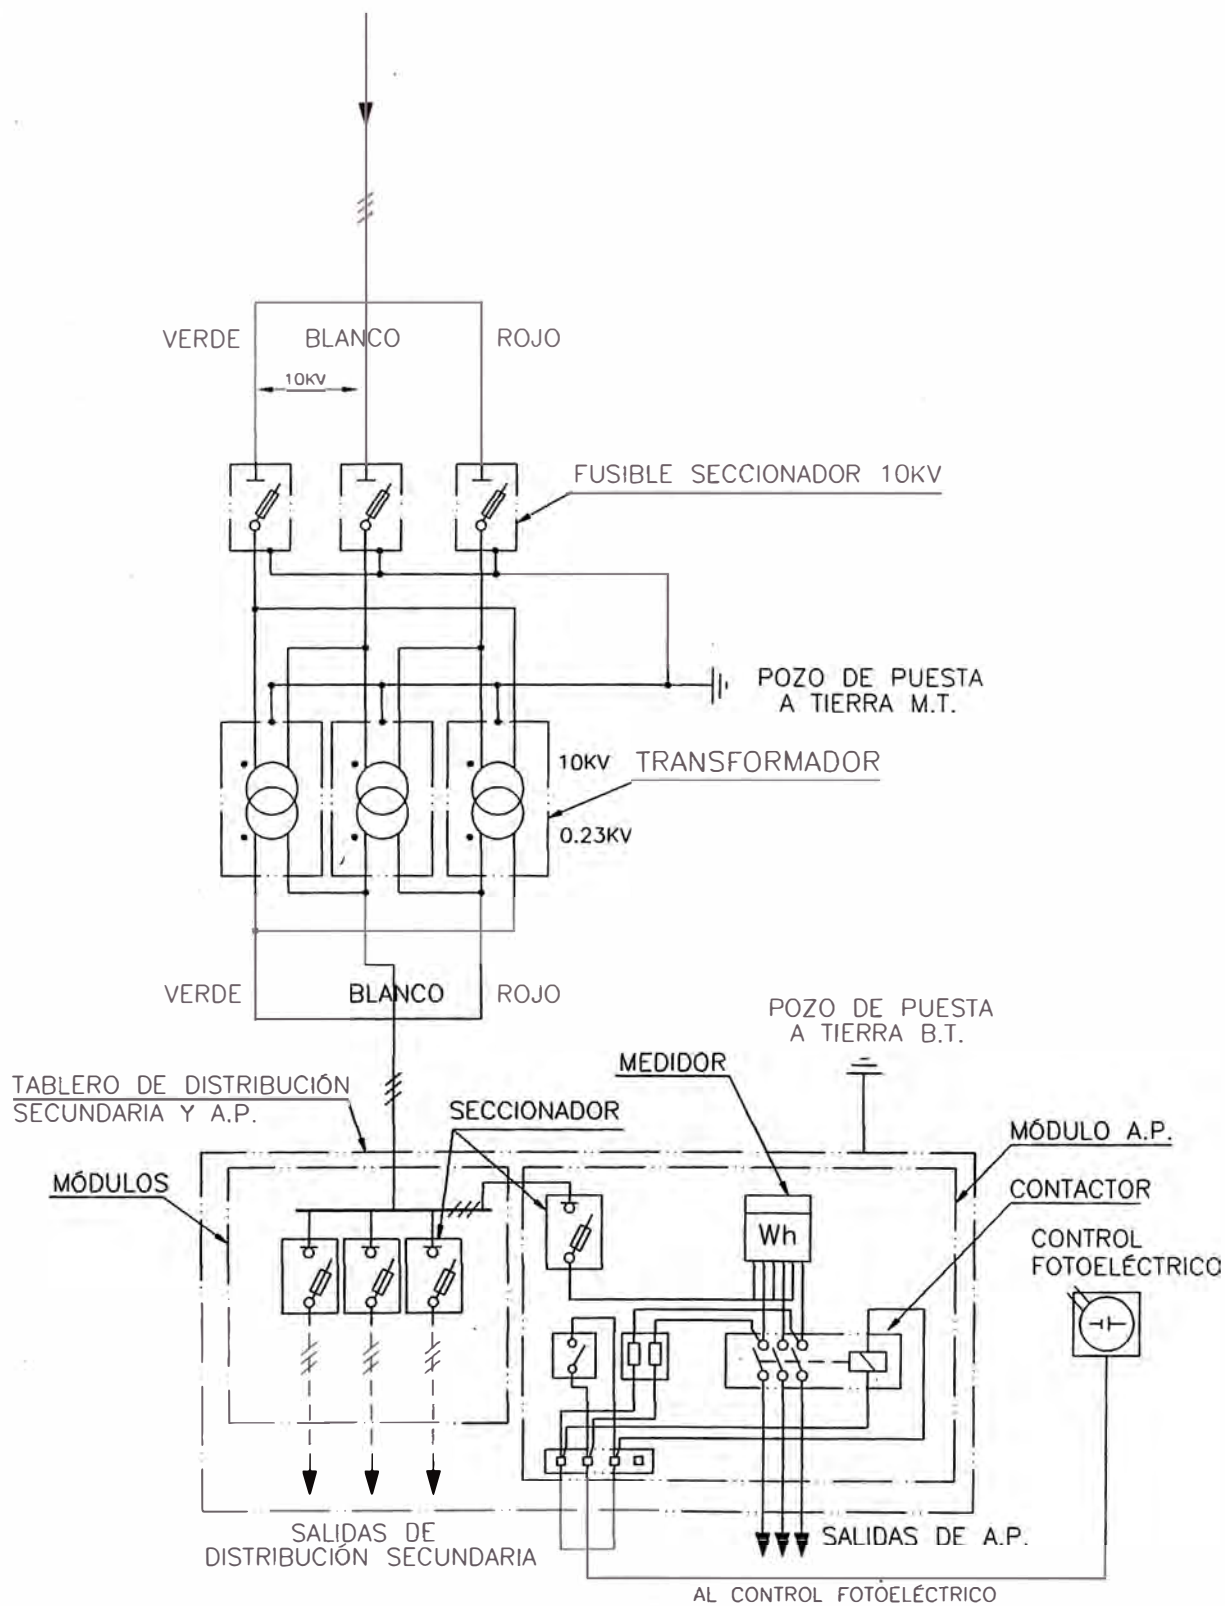 VERDE BLANCO ROJO
10KV
FUSIBLE SECCIONADOR 10KV
POZO DE PUESTA
A TIERRA M.T.
10KV
TRANSFORMADOR
0.23KV
VERDE BLANCO ROJO
POZO DE PUESTA
A TIERRA B.T.
MEDIDOR
TABLERO DE DISTRIBUCIÓN
SECUNDARIA Y A.P.
SECCIONADOR
MÓDULO A.P.
MÓDULOS
CONTACTOR
Wh
CONTROL
FOTOELÉCTRICO
SALIDAS DE
DISTRIBUCIÓN SECUNDARIA
SALIDAS DE A.P.
AL CONTROL FOTOELÉCTRICO